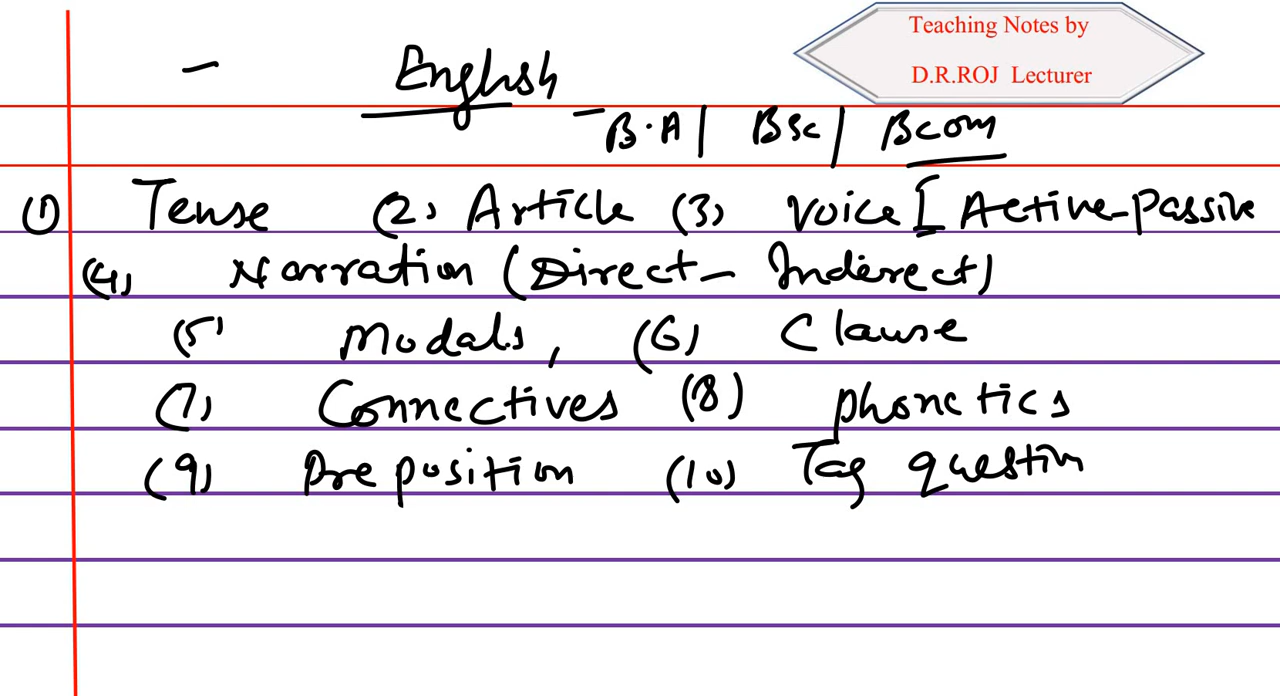 Teaching Notes by
D.R.ROJ Lecturer
- English
- B.A / BSc / Bcom
(1) Tense (2) Article (3) Voice [Active-Passive
(4) Narration (Direct - Indirect)
(5) Modals, (6) Clause
(7) Connectives (8) phonetics
(9) Preposition (10) Tag question